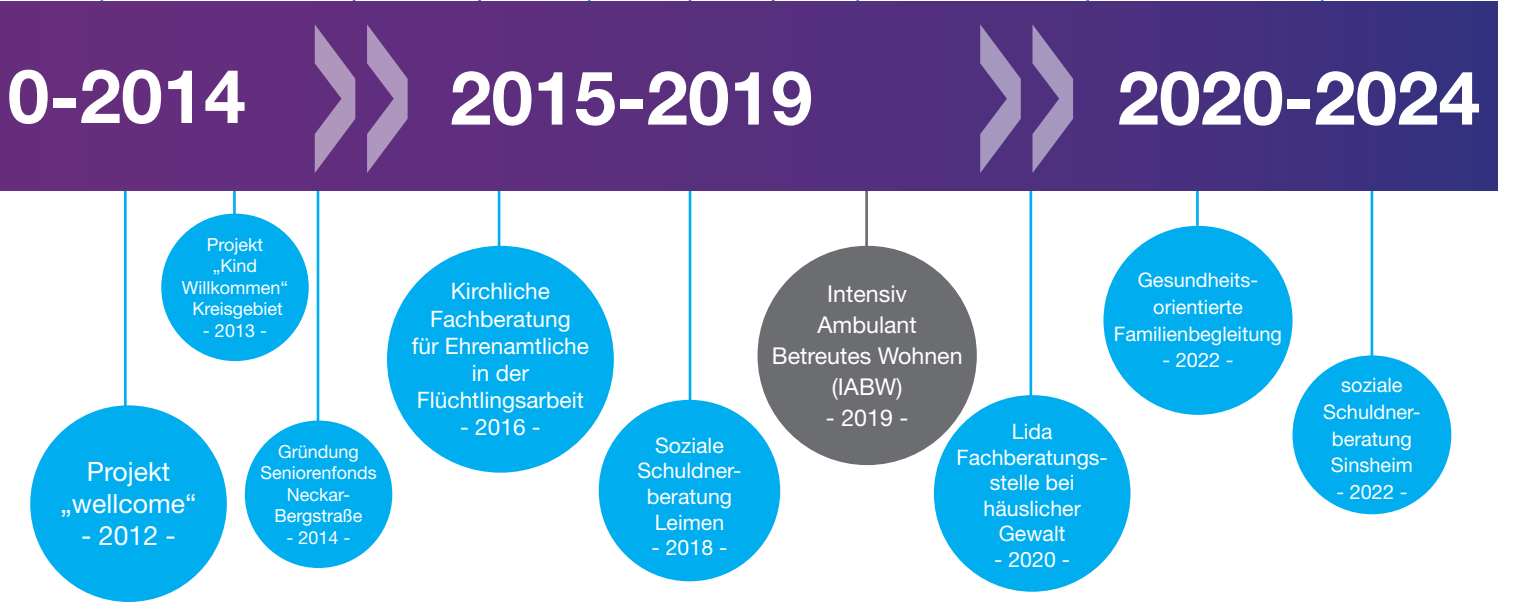 0-2014
2015-2019
2020-2024
Projekt
„wellcome“
- 2012 -
Projekt
„Kind
Willkommen“
Kreisgebiet
- 2013 -
Gründung
Seniorenfonds
Neckar-
Bergstraße
- 2014 -
Kirchliche
Fachberatung
für Ehrenamtliche
in der
Flüchtlingsarbeit
- 2016 -
Soziale
Schuldner-
beratung
Leimen
- 2018 -
Intensiv
Ambulant
Betreutes Wohnen
(IABW)
- 2019 -
Lida
Fachberatungs-
stelle bei
häuslicher
Gewalt
- 2020 -
Gesundheits-
orientierte
Familienbegleitung
- 2022 -
soziale
Schuldner-
beratung
Sinsheim
- 2022 -